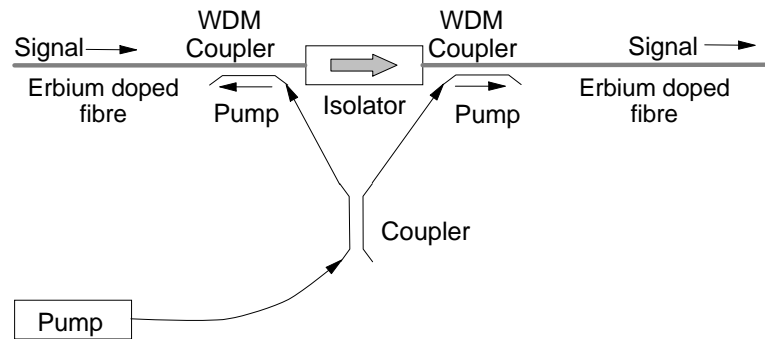 Signal
WDM
Coupler
WDM
Coupler
Signal
Erbium doped
fibre
Pump
Isolator
Pump
Erbium doped
fibre
Coupler
Pump